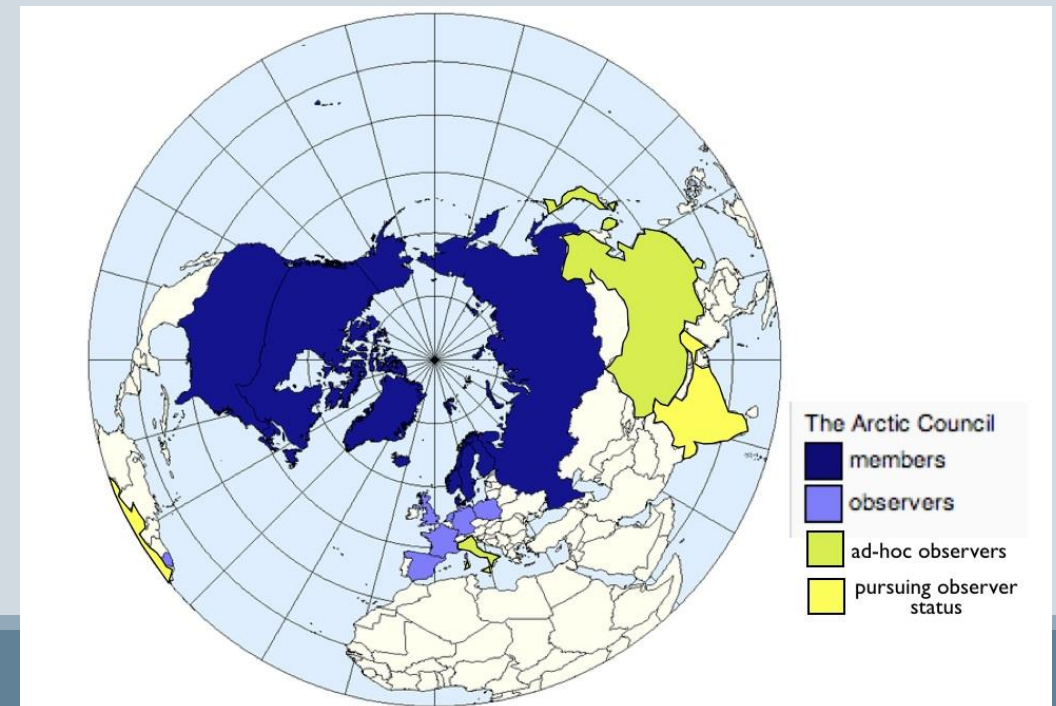 The Arctic Council
members
observers
ad-hoc observers
pursuing observer
status